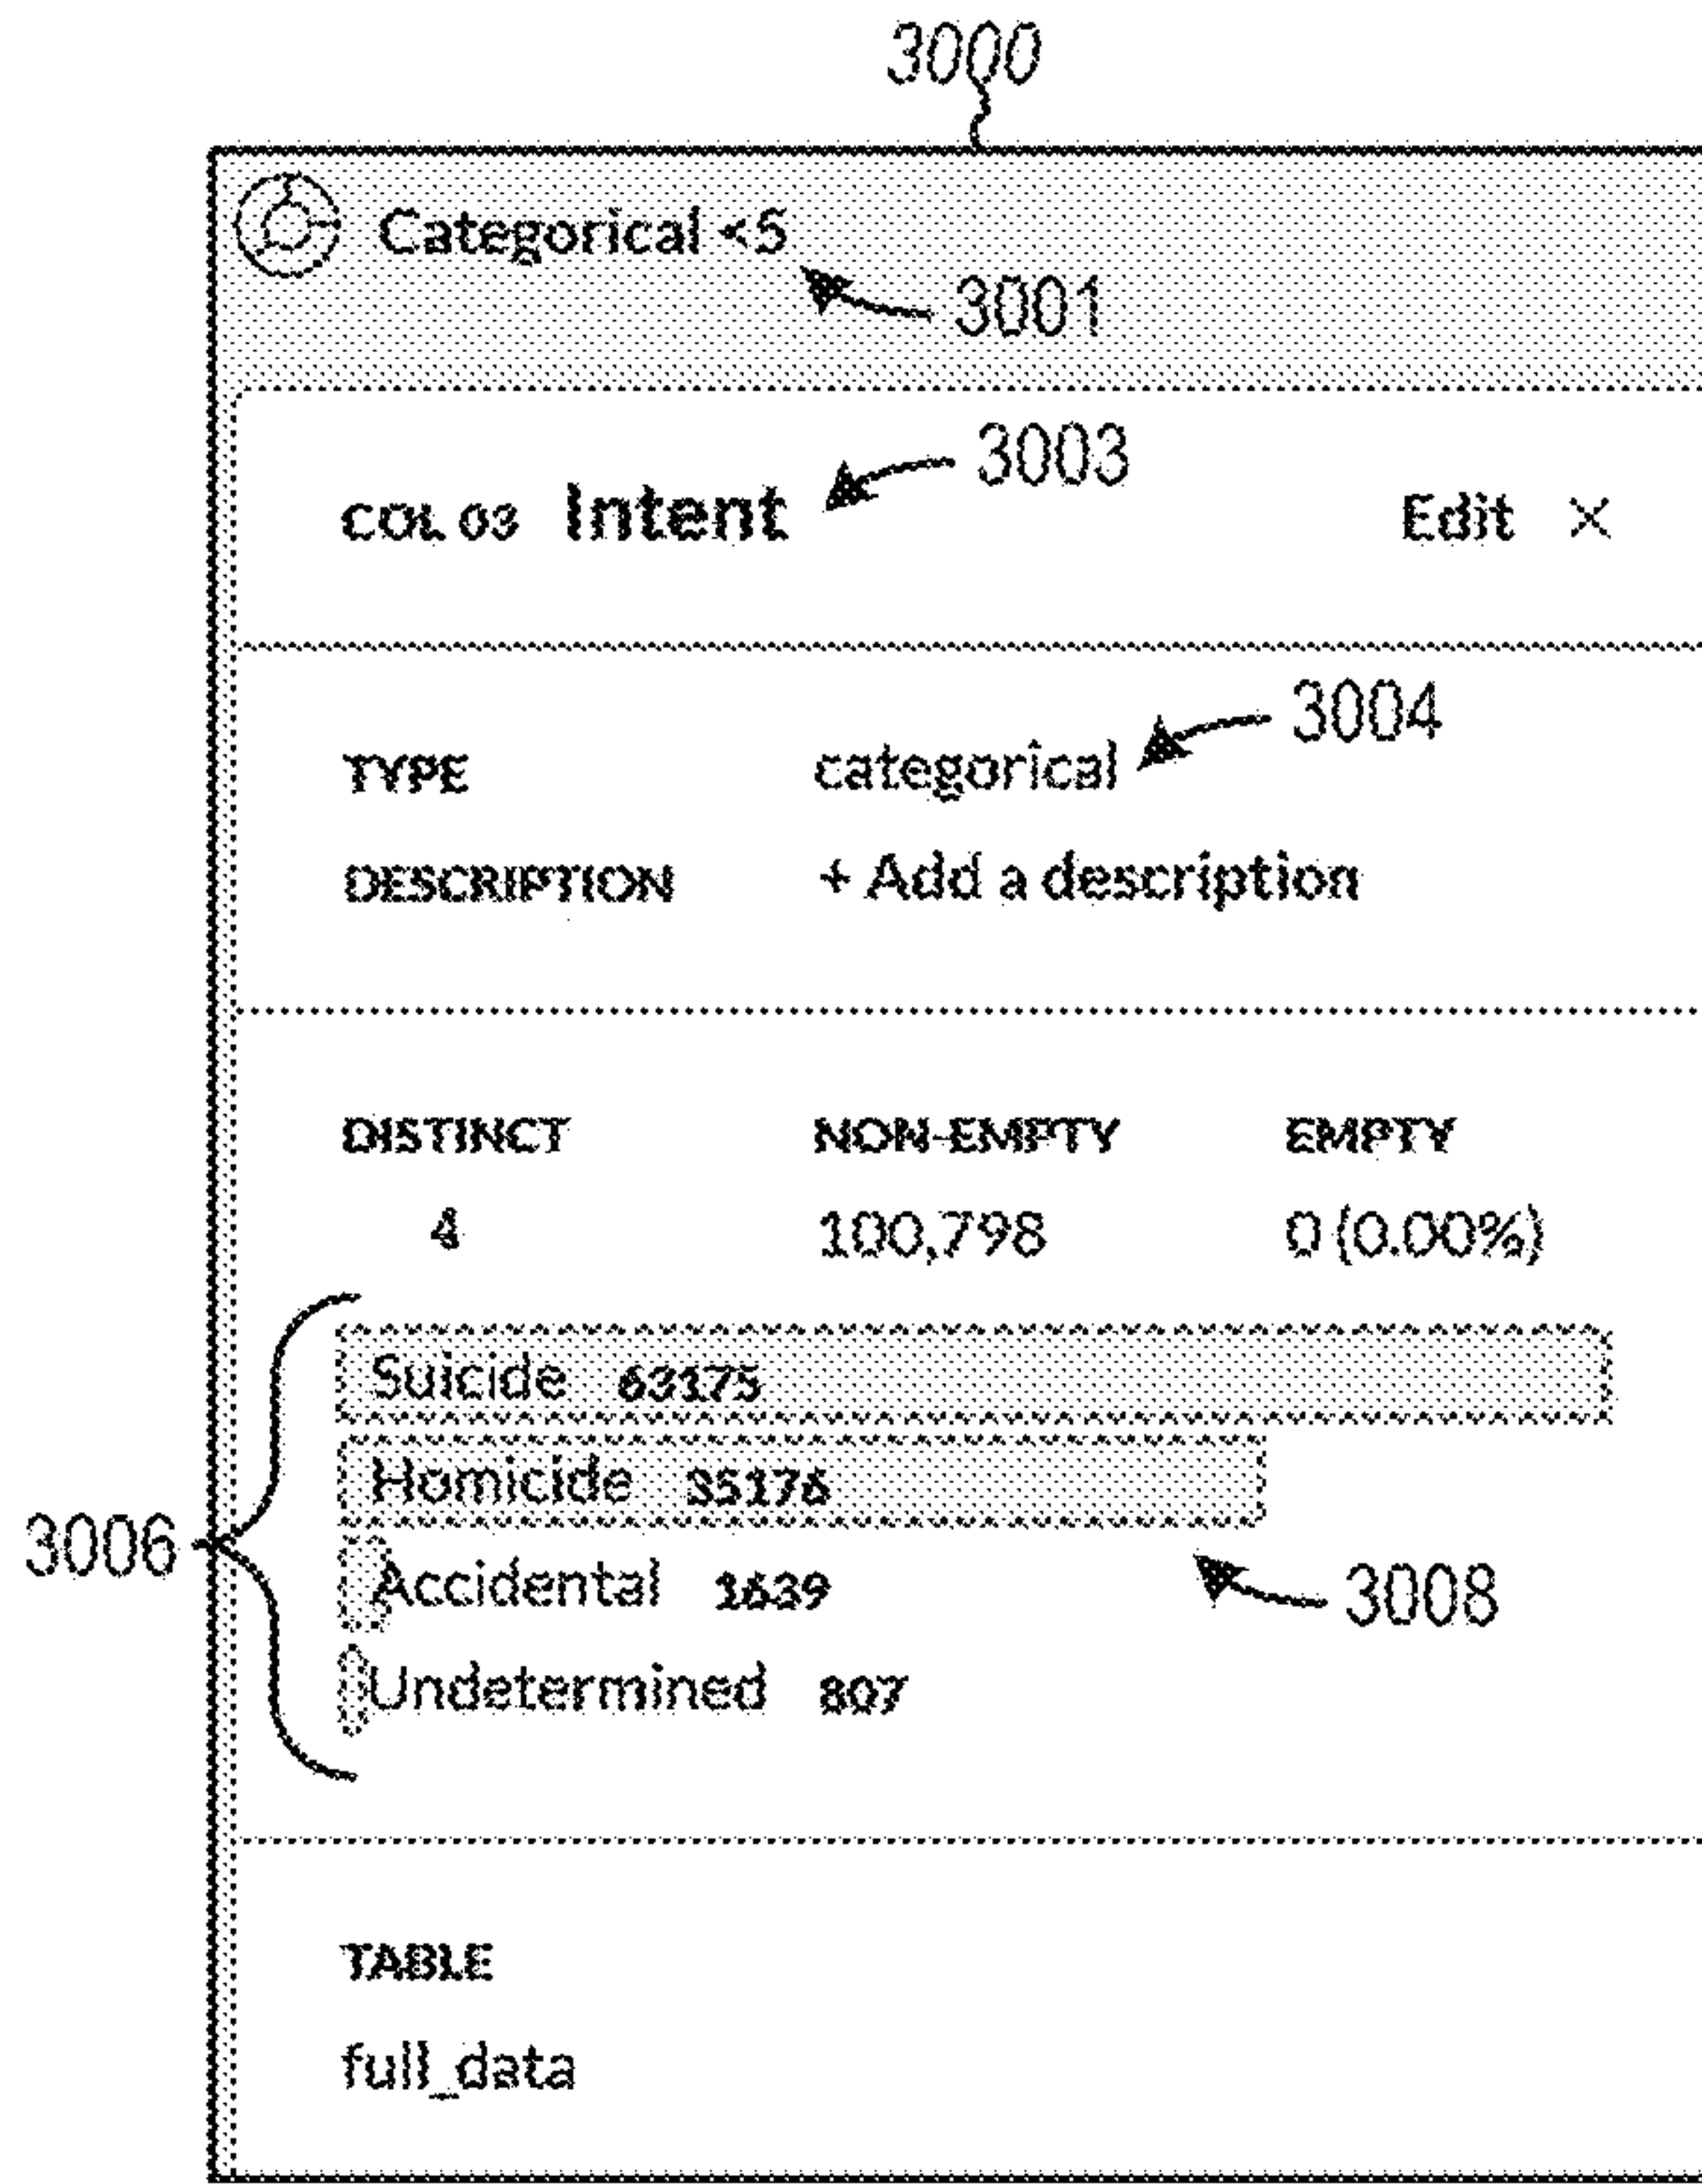 3000
Categorical <5
3001
3003
COL 03 Intent Edit ×
3004
TYPE categorical
DESCRIPTION + Add a description
DISTINCT NON-EMPTY EMPTY
4 100,798 0 (0.00%)
Suicide 63175
Homicide 35176
3006
Accidental 1639
3008
Undetermined 807
TABLE
full_data